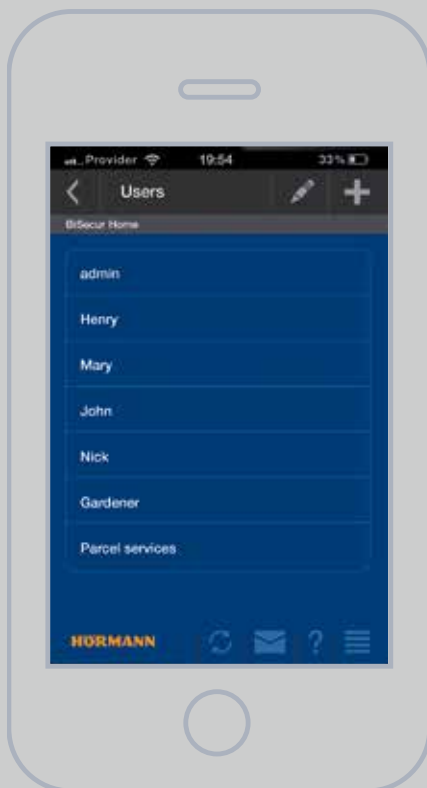 Provider 19:54 33%
Users
BiSecur Home
admin
Henry
Mary
John
Nick
Gardener
Parcel services
HÖRMANN ?